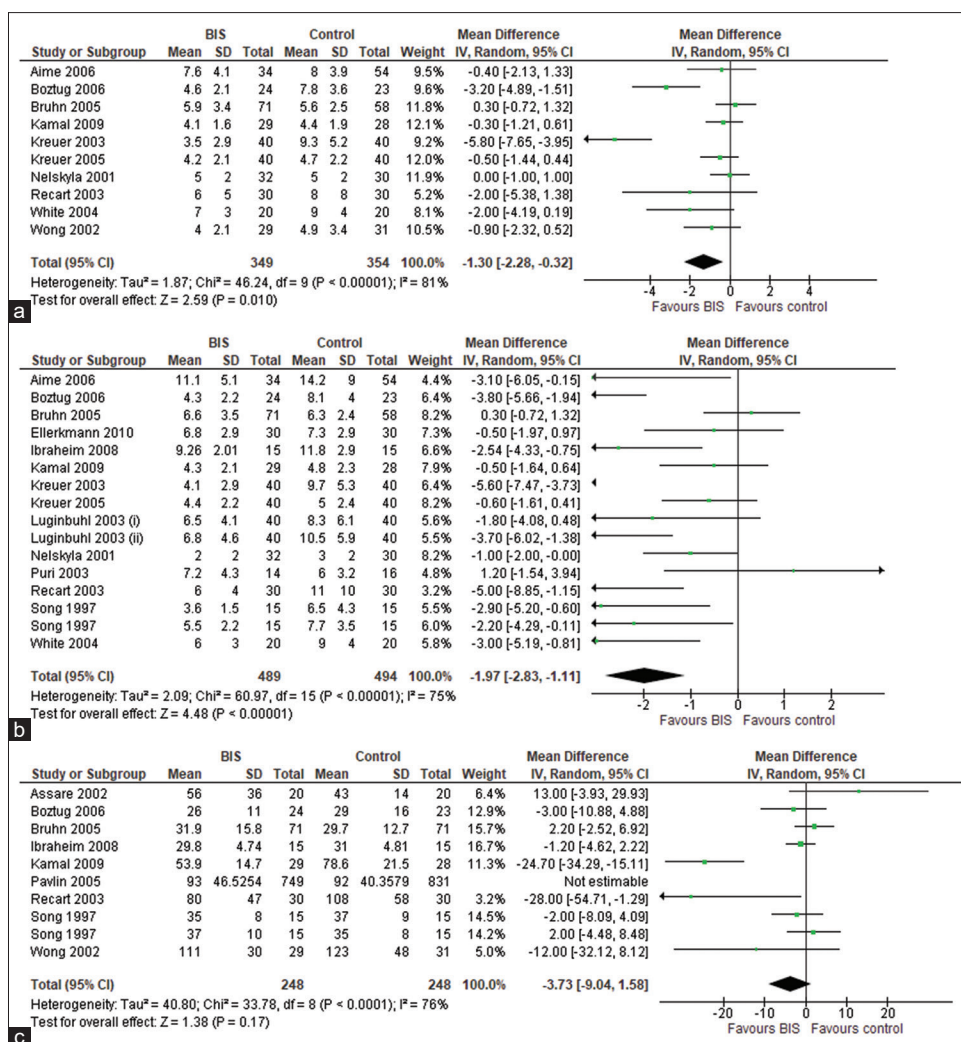 BIS Control Mean Difference Mean Difference
Study or Subgroup Mean SD Total Mean SD Total Weight IV, Random, 95% CI IV, Random, 95% CI
Aime 2006 7.6 4.1 34 8 3.9 54 9.5% -0.40 [-2.13, 1.33]
Boztug 2006 4.6 2.1 24 7.8 3.6 23 9.6% -3.20 [-4.89, -1.51]
Bruhn 2005 5.9 3.4 71 5.6 2.5 58 11.8% 0.30 [-0.72, 1.32]
Kamal 2009 4.1 1.6 29 4.4 1.9 28 12.1% -0.30 [-1.21, 0.61]
Kreuer 2003 3.5 2.9 40 9.3 5.2 40 9.2% -5.80 [-7.65, -3.95]
Kreuer 2005 4.2 2.1 40 4.7 2.2 40 12.0% -0.50 [-1.44, 0.44]
Nelskyla 2001 5 2 32 5 2 30 11.9% 0.00 [-1.00, 1.00]
Recart 2003 6 5 30 8 8 30 5.3% -2.00 [-5.38, 1.38]
White 2004 7 3 20 9 4 20 8.1% -2.00 [-4.19, 0.19]
Wong 2002 4 2.1 29 4.9 3.4 31 10.5% -0.90 [-2.32, 0.52]
Total (95% CI) 349 354 100.0% -1.30 [-2.28, -0.32]
Heterogeneity: Tau² = 1.87; Chi² = 46.24, df = 9 (P < 0.00001); I² = 81%
Test for overall effect: Z = 2.59 (P = 0.010)
-4 -2 0 2 4
Favours BIS Favours control
a
BIS Control Mean Difference Mean Difference
Study or Subgroup Mean SD Total Mean SD Total Weight IV, Random, 95% CI IV, Random, 95% CI
Aime 2006 11.1 5.1 34 14.2 9 54 4.4% -3.10 [-6.05, -0.15]
Boztug 2006 4.3 2.2 24 8.1 4 23 6.6% -3.80 [-5.66, -1.94]
Bruhn 2005 6.6 3.5 71 6.3 2.4 58 8.2% 0.30 [-0.72, 1.32]
Ellerkmann 2010 6.8 2.9 30 7.3 2.9 30 7.3% -0.50 [-1.97, 0.97]
Ibraheim 2008 9.26 2.01 15 11.8 2.9 15 6.7% -2.54 [-4.33, -0.75]
Kamal 2009 4.3 2.1 29 4.8 2.3 28 7.9% -0.50 [-1.64, 0.64]
Kreuer 2003 4.1 2.9 40 9.7 5.3 40 6.5% -5.60 [-7.47, -3.73]
Kreuer 2005 4.4 2.2 40 5 2.4 40 8.2% -0.60 [-1.61, 0.41]
Luginbuhl 2003 (i) 6.5 4.1 40 8.3 6.1 40 5.6% -1.80 [-4.08, 0.48]
Luginbuhl 2003 (ii) 6.8 4.6 40 10.5 5.9 40 5.5% -3.70 [-6.02, -1.38]
Nelskyla 2001 2 2 32 3 2 30 8.2% -1.00 [-2.00, -0.00]
Puri 2003 7.2 4.3 14 6 3.2 16 4.8% 1.20 [-1.54, 3.94]
Recart 2003 6 4 30 11 10 30 3.2% -5.00 [-8.85, -1.15]
Song 1997 3.6 1.5 15 6.5 4.3 15 5.5% -2.90 [-5.20, -0.60]
Song 1997 5.5 2.2 15 7.7 3.5 15 6.0% -2.20 [-4.29, -0.11]
White 2004 6 3 20 9 4 20 5.8% -3.00 [-5.19, -0.81]
Total (95% CI) 489 494 100.0% -1.97 [-2.83, -1.11]
Heterogeneity: Tau² = 2.09; Chi² = 60.97, df = 15 (P < 0.00001); I² = 75%
Test for overall effect: Z = 4.48 (P < 0.00001)
-2 -1 0 1 2
Favours BIS Favours control
b
BIS Control Mean Difference Mean Difference
Study or Subgroup Mean SD Total Mean SD Total Weight IV, Random, 95% CI IV, Random, 95% CI
Assare 2002 56 36 20 43 14 20 6.4% 13.00 [-3.93, 29.93]
Boztug 2006 26 11 24 29 16 23 12.9% -3.00 [-10.88, 4.88]
Bruhn 2005 31.9 15.8 71 29.7 12.7 71 15.7% 2.20 [-2.52, 6.92]
Ibraheim 2008 29.8 4.74 15 31 4.81 15 16.8% -1.20 [-4.62, 2.22]
Kamal 2009 53.9 14.7 29 78.6 21.5 28 11.3% -24.70 [-34.29, -15.11]
Pavlin 2005 93 46.5254 749 92 40.3579 831 Not estimable
Recart 2003 80 47 30 108 58 30 3.2% -28.00 [-54.71, -1.29]
Song 1997 35 8 15 37 9 15 14.5% -2.00 [-8.09, 4.09]
Song 1997 37 10 15 35 8 15 14.2% 2.00 [-4.48, 8.48]
Wong 2002 111 30 29 123 48 31 5.0% -12.00 [-32.12, 8.12]
Total (95% CI) 248 248 100.0% -3.73 [-9.04, 1.58]
Heterogeneity: Tau² = 40.80; Chi² = 33.78, df = 8 (P < 0.0001); I² = 76%
Test for overall effect: Z = 1.38 (P = 0.17)
-20 -10 0 10 20
Favours BIS Favours control
c